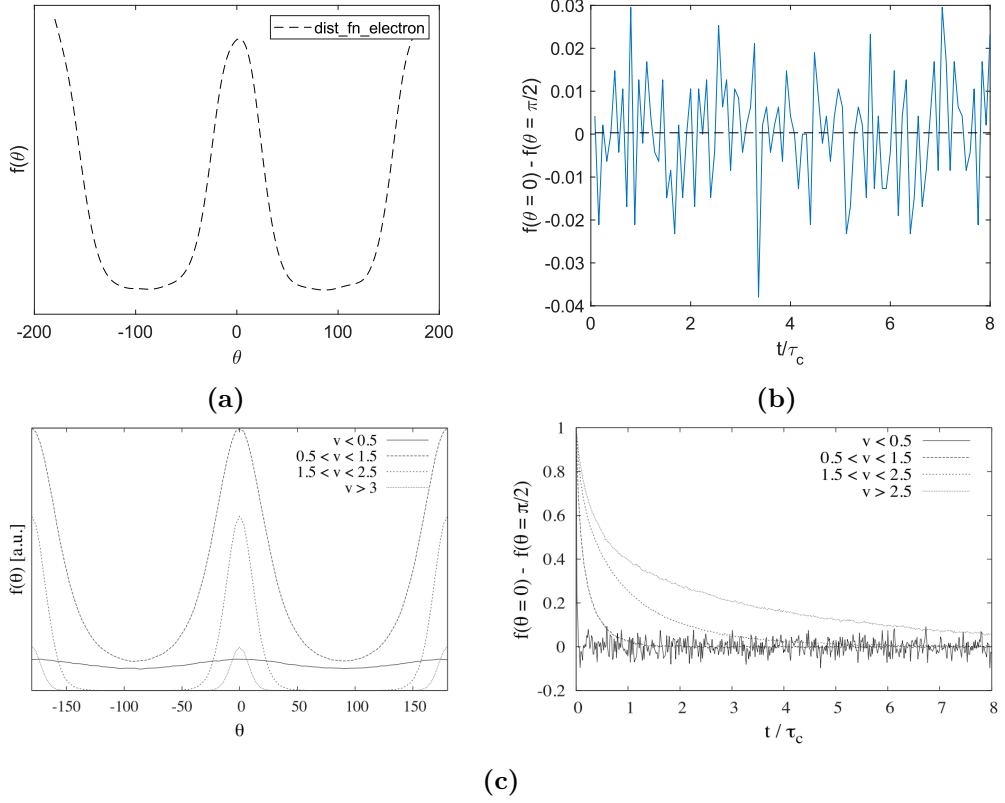 dist_fn_electron
f(θ)
-200 -100 0 100 200
θ
(a)
0.03
0.02
0.01
0
-0.01
-0.02
-0.03
-0.04
f(θ = 0) - f(θ = π/2)
0 2 4 6 8
t/τc
(b)
v < 0.5
0.5 < v < 1.5
1.5 < v < 2.5
v > 3
f(θ) [a.u.]
-150 -100 -50 0 50 100 150
θ
1
0.8
0.6
0.4
0.2
0
-0.2
v < 0.5
0.5 < v < 1.5
1.5 < v < 2.5
v > 2.5
f(θ = 0) - f(θ = π/2)
0 1 2 3 4 5 6 7 8
t / τc
(c)